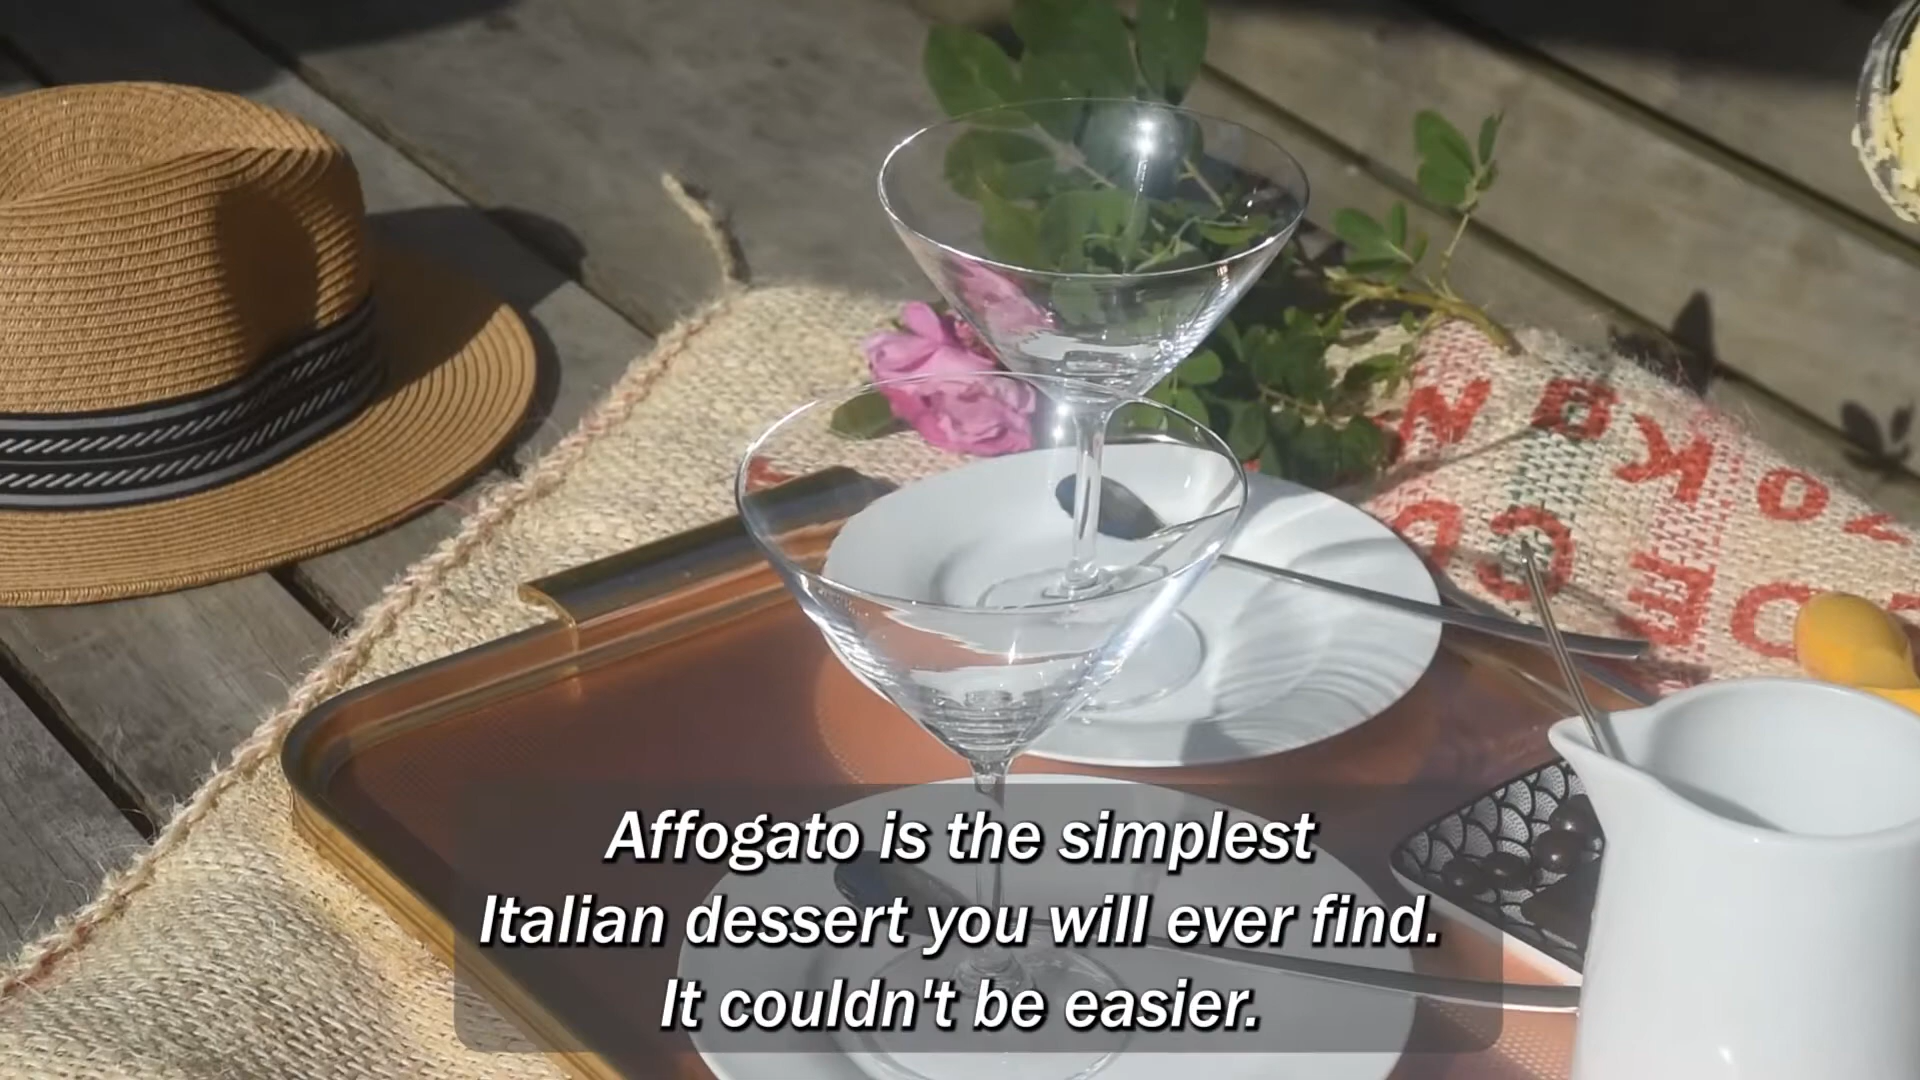 Affogato is the simplest
Italian dessert you will ever find.
It couldn't be easier.